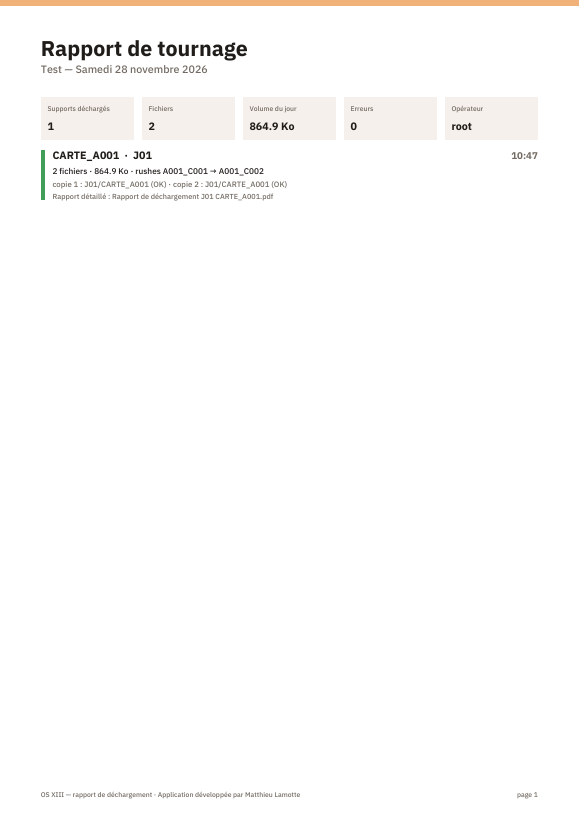 Rapport de tournage
Test — Samedi 28 novembre 2026
Supports déchargés
1
Fichiers
2
Volume du jour
864.9 Ko
Erreurs
0
Opérateur
root
CARTE_A001 · J01
10:47
2 fichiers · 864.9 Ko · rushes A001_C001 → A001_C002
copie 1 : J01/CARTE_A001 (OK) · copie 2 : J01/CARTE_A001 (OK)
Rapport détaillé : Rapport de déchargement J01 CARTE_A001.pdf
OS XIII — rapport de déchargement · Application développée par Matthieu Lamotte
page 1